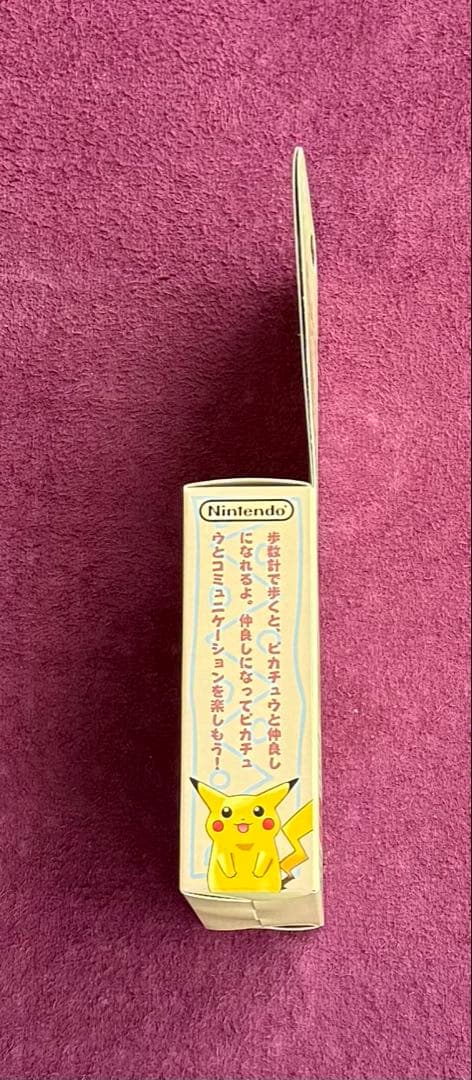 Nintendo
歩数計で歩くと、ピカチュウと仲良し
になれるよ。仲良しになってピカチュ
ウとコミュニケーションを楽しもう！